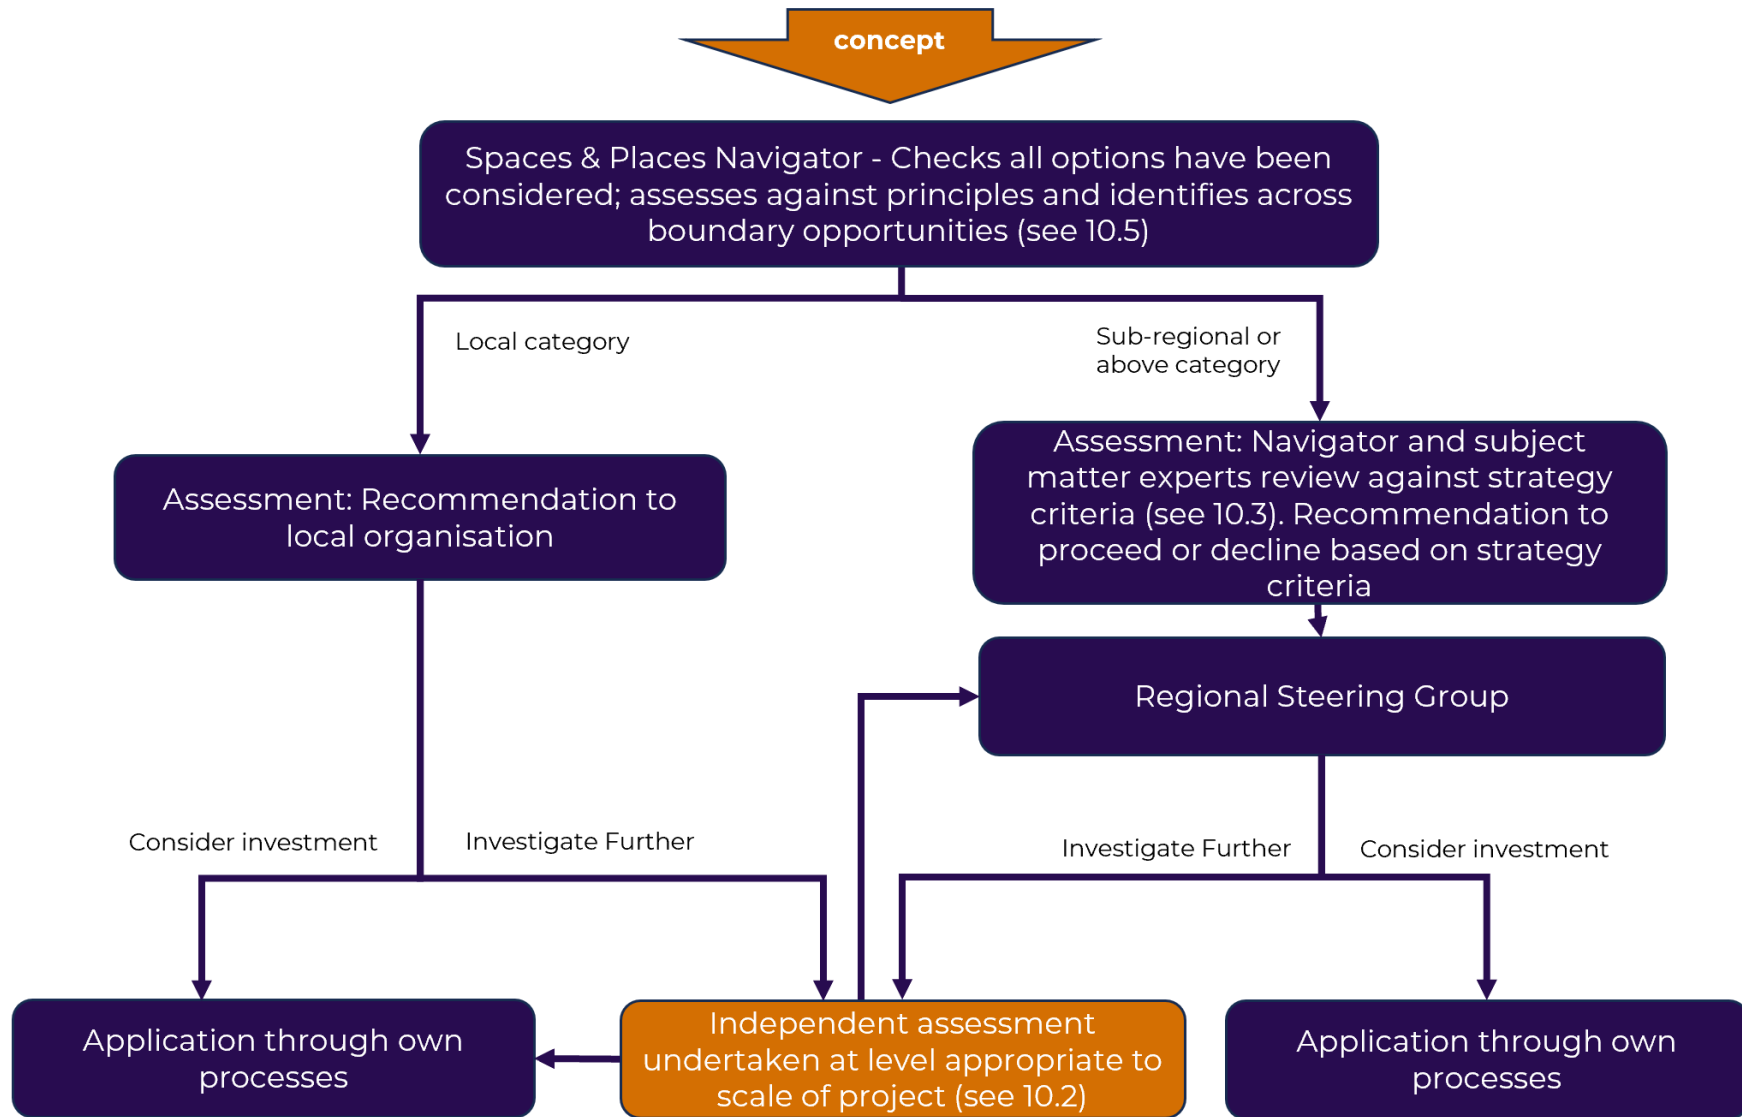 concept
Spaces & Places Navigator - Checks all options have been
considered; assesses against principles and identifies across
boundary opportunities (see 10.5)
Local category
Sub-regional or
above category
Assessment: Recommendation to
local organisation
Assessment: Navigator and subject
matter experts review against strategy
criteria (see 10.3). Recommendation to
proceed or decline based on strategy
criteria
Regional Steering Group
Consider investment
Investigate Further
Investigate Further
Consider investment
Application through own
processes
Independent assessment
undertaken at level appropriate to
scale of project (see 10.2)
Application through own
processes